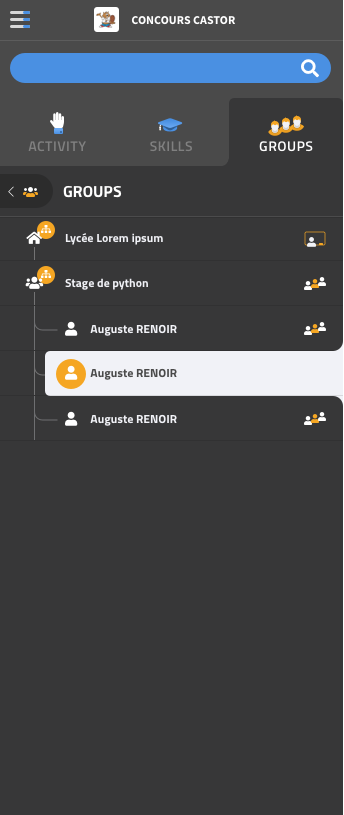 CONCOURS CASTOR
ACTIVITY
SKILLS
GROUPS
GROUPS
Lycée Lorem ipsum
Stage de python
Auguste RENOIR
Auguste RENOIR
Auguste RENOIR